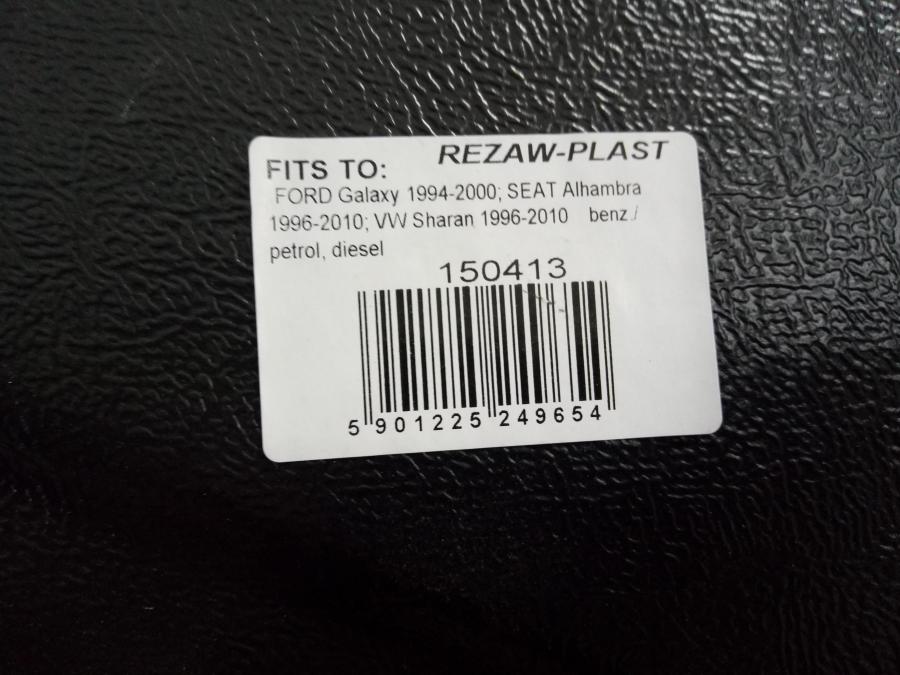 REZAW-PLAST
FITS TO:
FORD Galaxy 1994-2000; SEAT Alhambra
1996-2010; VW Sharan 1996-2010 benz./
petrol, diesel
150413
5 901225 249654